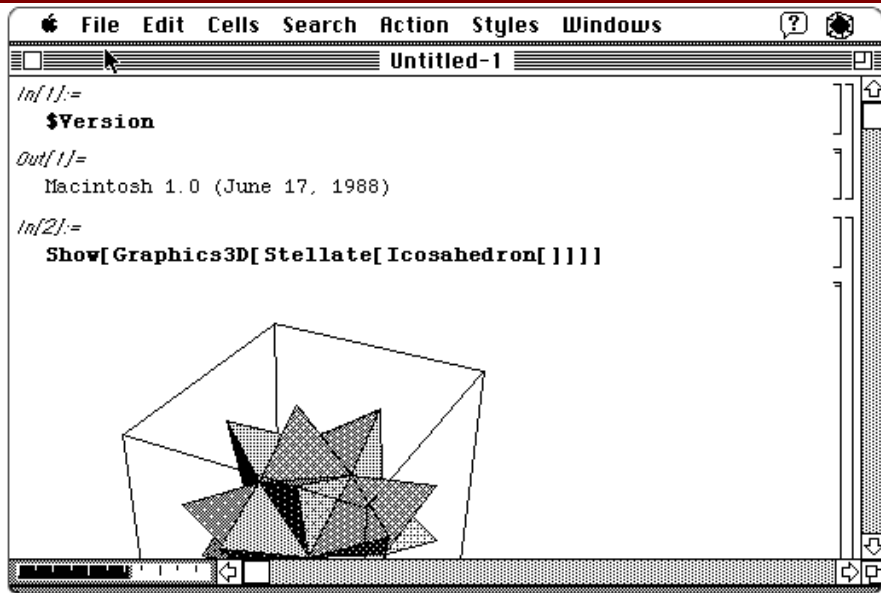 File Edit Cells Search Action Styles Windows ?
Untitled-1
In[1]:=
$Version
Out[1]=
Macintosh 1.0 (June 17, 1988)
In[2]:=
Show[Graphics3D[Stellate[Icosahedron[]]]]